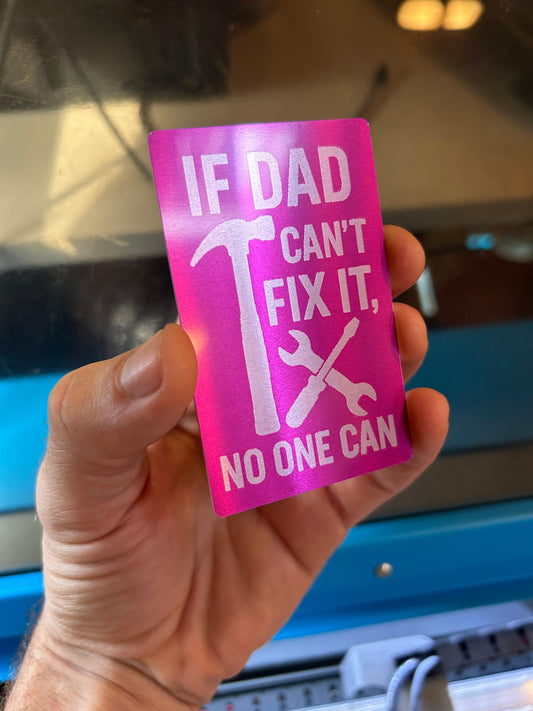 IF DAD
CAN'T
FIX IT,
NO ONE CAN